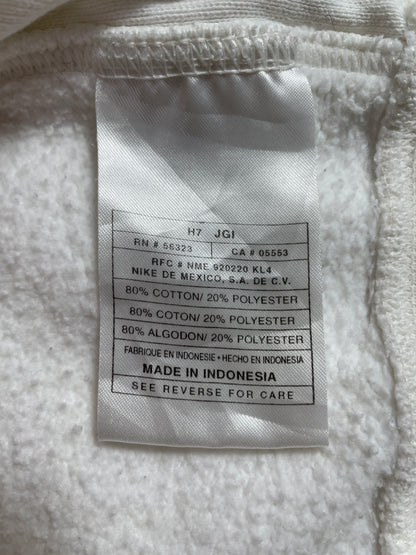 H7 JGI
RN # 56323 CA # 05553
RFC # NME 920220 KL4
NIKE DE MEXICO, S.A. DE C.V.
80% COTTON/ 20% POLYESTER
80% COTON/ 20% POLYESTER
80% ALGODON/ 20% POLYESTER
FABRIQUE EN INDONESIE • HECHO EN INDONESIA
MADE IN INDONESIA
SEE REVERSE FOR CARE